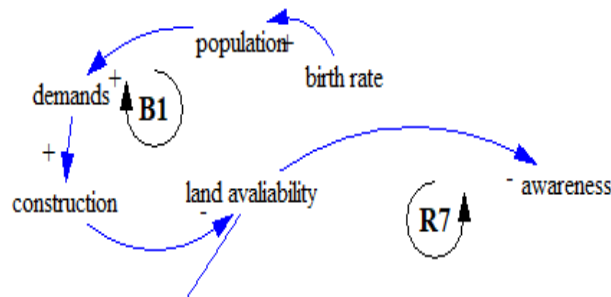 population+
birth rate
demands +
B1
+
construction
land avaliability
-
- awareness
R7